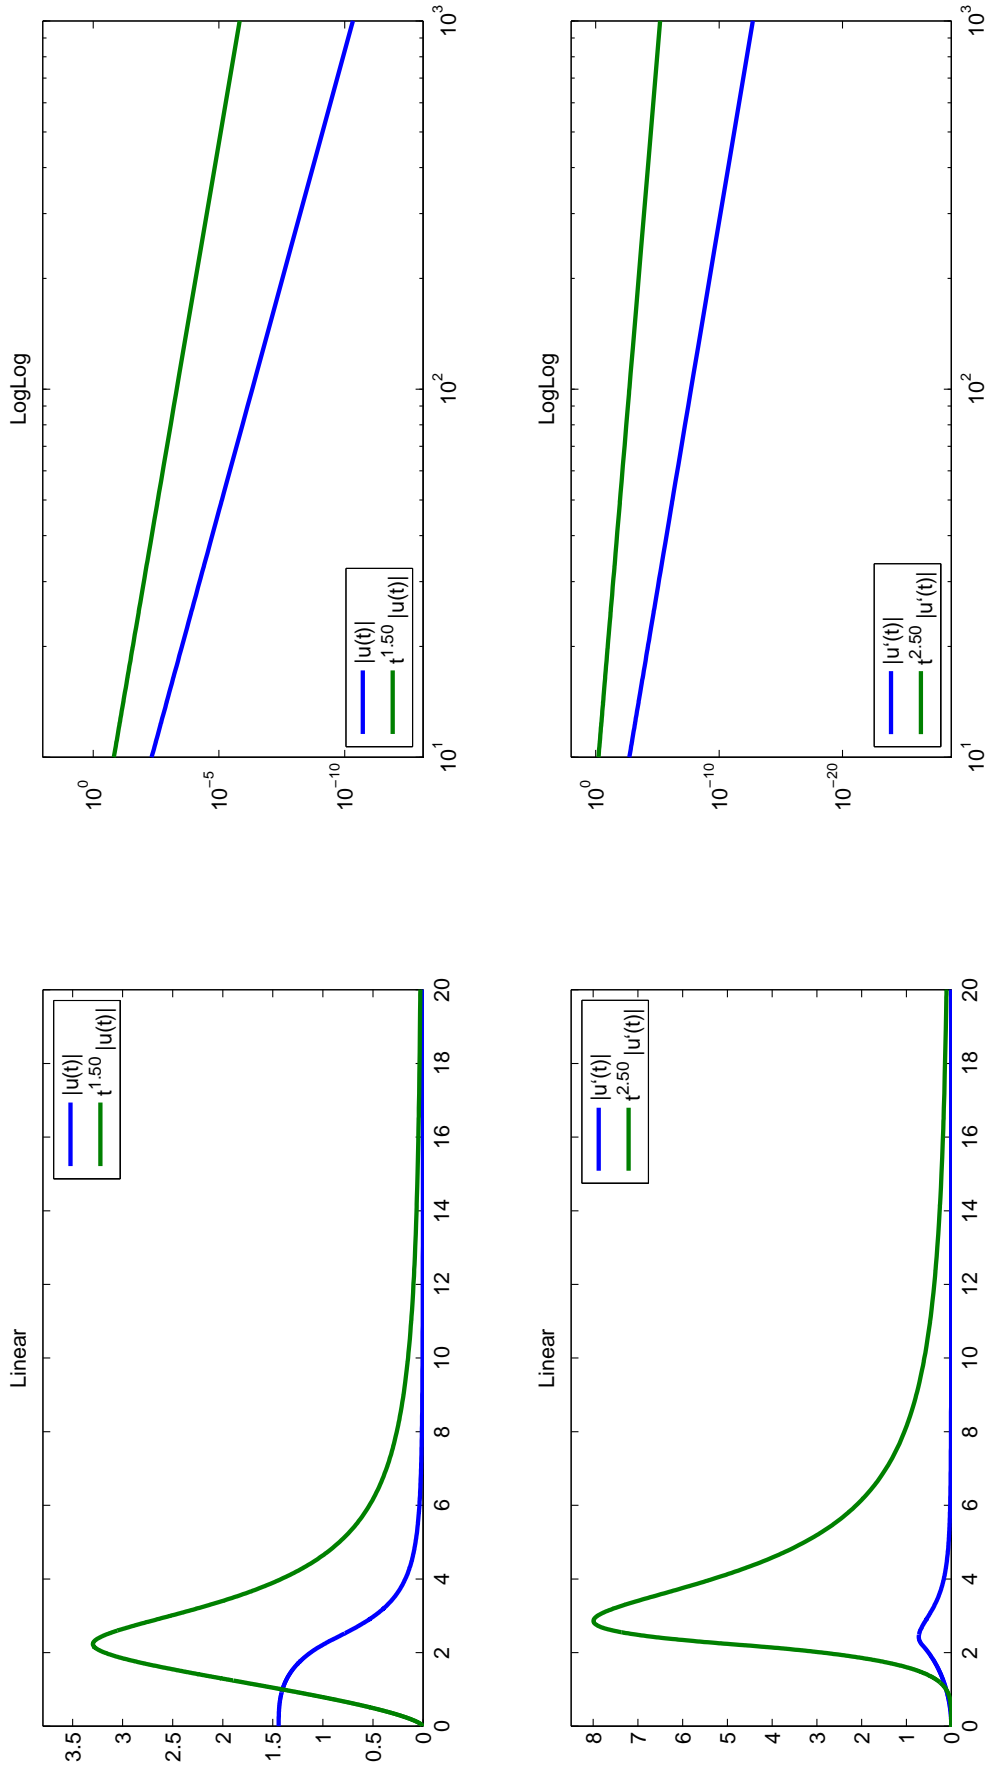 Linear
3.5
3
2.5
2
1.5
1
0.5
0
0 2 4 6 8 10 12 14 16 18 20
|u(t)|
t^1.50 |u(t)|
LogLog
10^0
10^−5
10^−10
10^1 10^2 10^3
|u(t)|
t^1.50 |u(t)|
Linear
8
7
6
5
4
3
2
1
0
0 2 4 6 8 10 12 14 16 18 20
|u‘(t)|
t^2.50 |u‘(t)|
LogLog
10^0
10^−10
10^−20
10^1 10^2 10^3
|u‘(t)|
t^2.50 |u‘(t)|